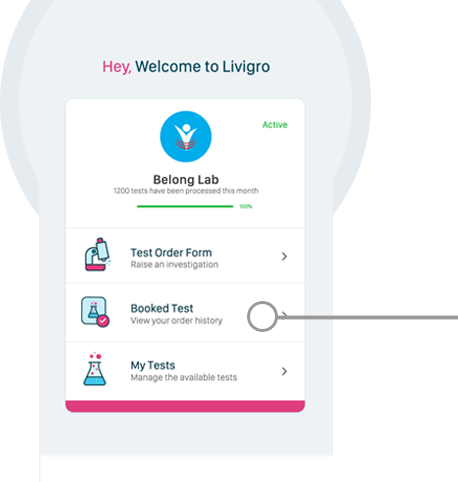 Hey, Welcome to Livigro
Active
Belong Lab
1200 tests have been processed this month
100%
Test Order Form
Raise an investigation
Booked Test
View your order history
My Tests
Manage the available tests